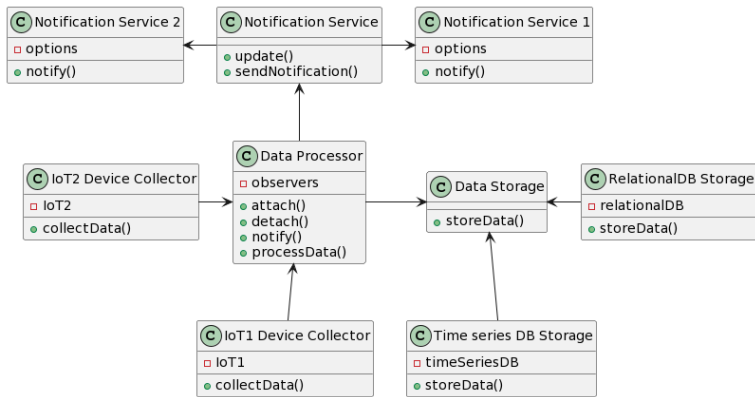 C Notification Service 2
options
notify()
C Notification Service
update()
sendNotification()
C Notification Service 1
options
notify()
C IoT2 Device Collector
IoT2
collectData()
C Data Processor
observers
attach()
detach()
notify()
processData()
C Data Storage
storeData()
C RelationalDB Storage
relationalDB
storeData()
C IoT1 Device Collector
IoT1
collectData()
C Time series DB Storage
timeSeriesDB
storeData()